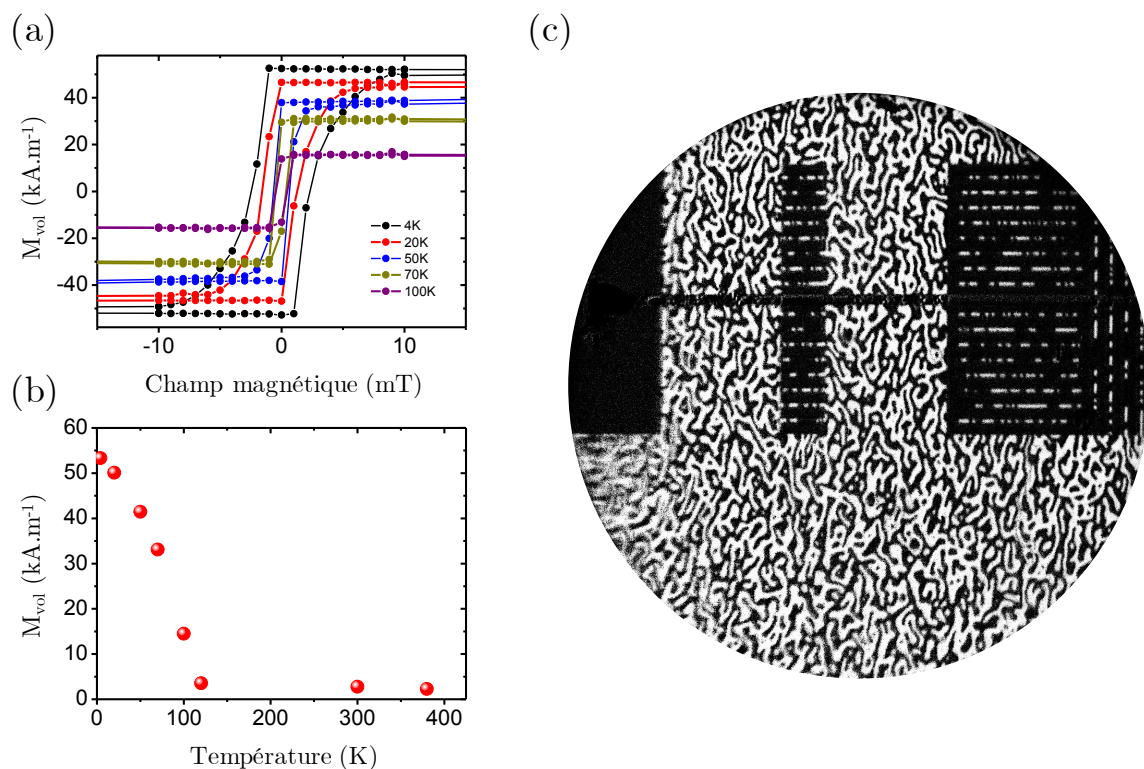 (a)
40
20
0
-20
-40
M_vol (kA.m⁻¹)
4K
20K
50K
70K
100K
-10 0 10
Champ magnétique (mT)
(b)
60
50
40
30
20
10
0
M_vol (kA.m⁻¹)
0 100 200 300 400
Température (K)
(c)